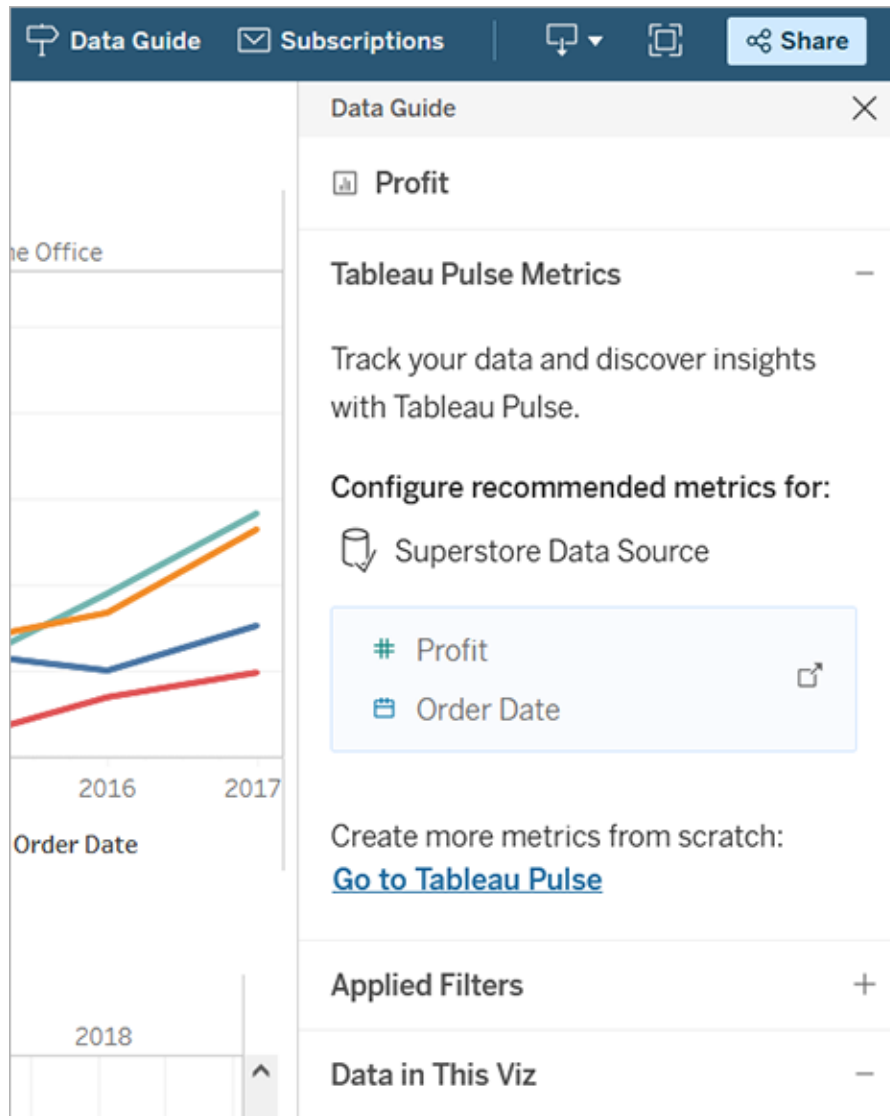 Data Guide
Subscriptions
Share
Data Guide
Profit
Office
Tableau Pulse Metrics
Track your data and discover insights
with Tableau Pulse.
Configure recommended metrics for:
Superstore Data Source
Profit
Order Date
2016 2017
Order Date
Create more metrics from scratch:
Go to Tableau Pulse
Applied Filters
2018
Data in This Viz